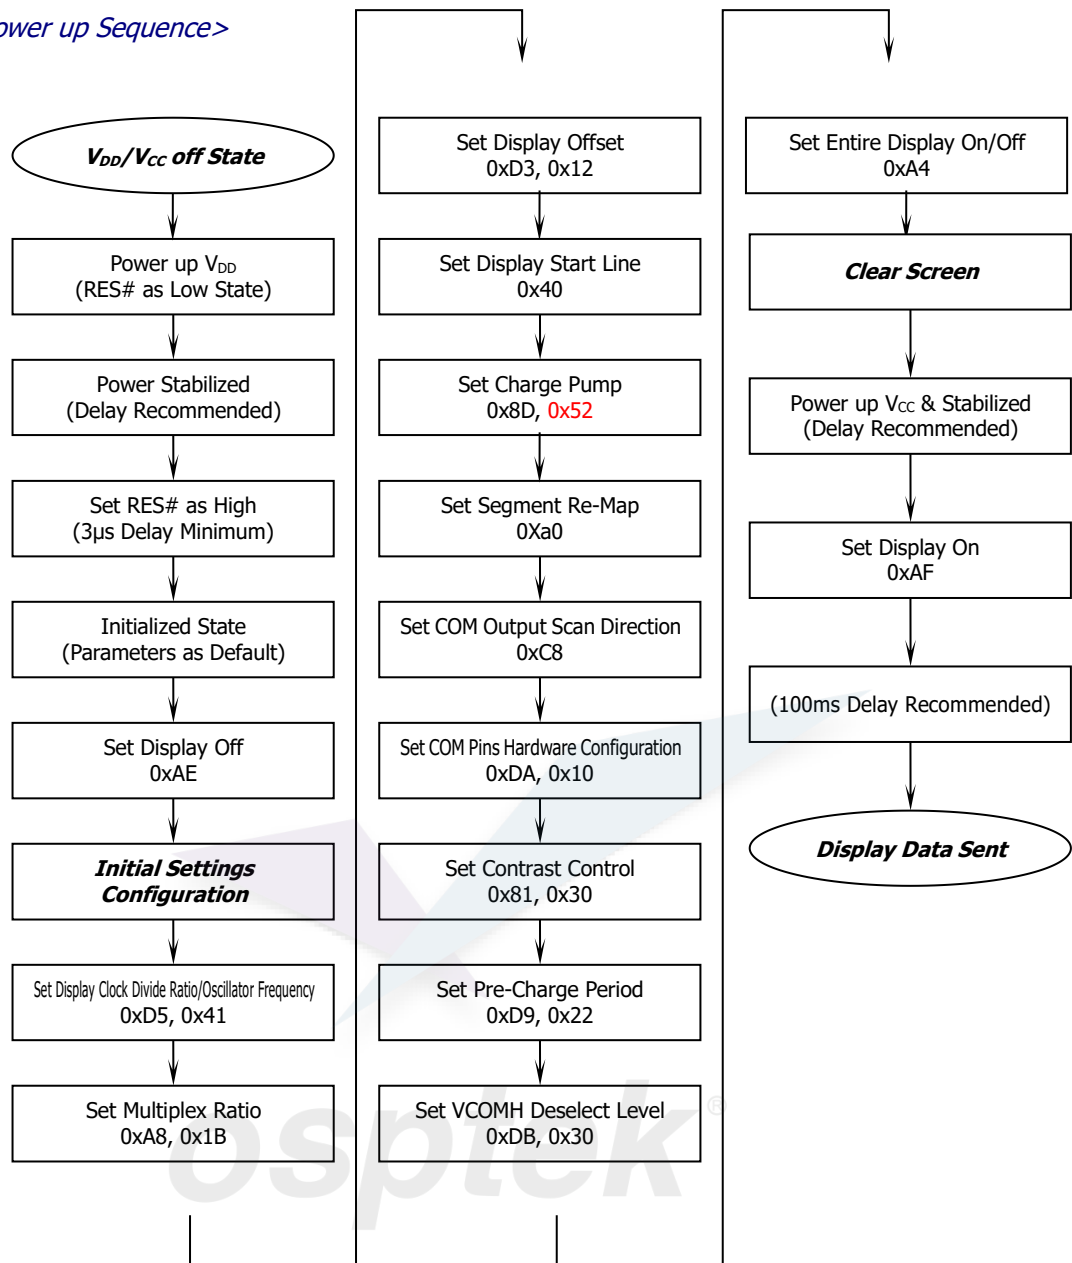 ower up Sequence>
VDD/VCC off State
Power up VDD
(RES# as Low State)
Power Stabilized
(Delay Recommended)
Set RES# as High
(3μs Delay Minimum)
Initialized State
(Parameters as Default)
Set Display Off
0xAE
Initial Settings
Configuration
Set Display Clock Divide Ratio/Oscillator Frequency
0xD5, 0x41
Set Multiplex Ratio
0xA8, 0x1B
Set Display Offset
0xD3, 0x12
Set Display Start Line
0x40
Set Charge Pump
0x8D, 0x52
Set Segment Re-Map
0Xa0
Set COM Output Scan Direction
0xC8
Set COM Pins Hardware Configuration
0xDA, 0x10
Set Contrast Control
0x81, 0x30
Set Pre-Charge Period
0xD9, 0x22
Set VCOMH Deselect Level
0xDB, 0x30
Set Entire Display On/Off
0xA4
Clear Screen
Power up VCC & Stabilized
(Delay Recommended)
Set Display On
0xAF
(100ms Delay Recommended)
Display Data Sent
osptek®